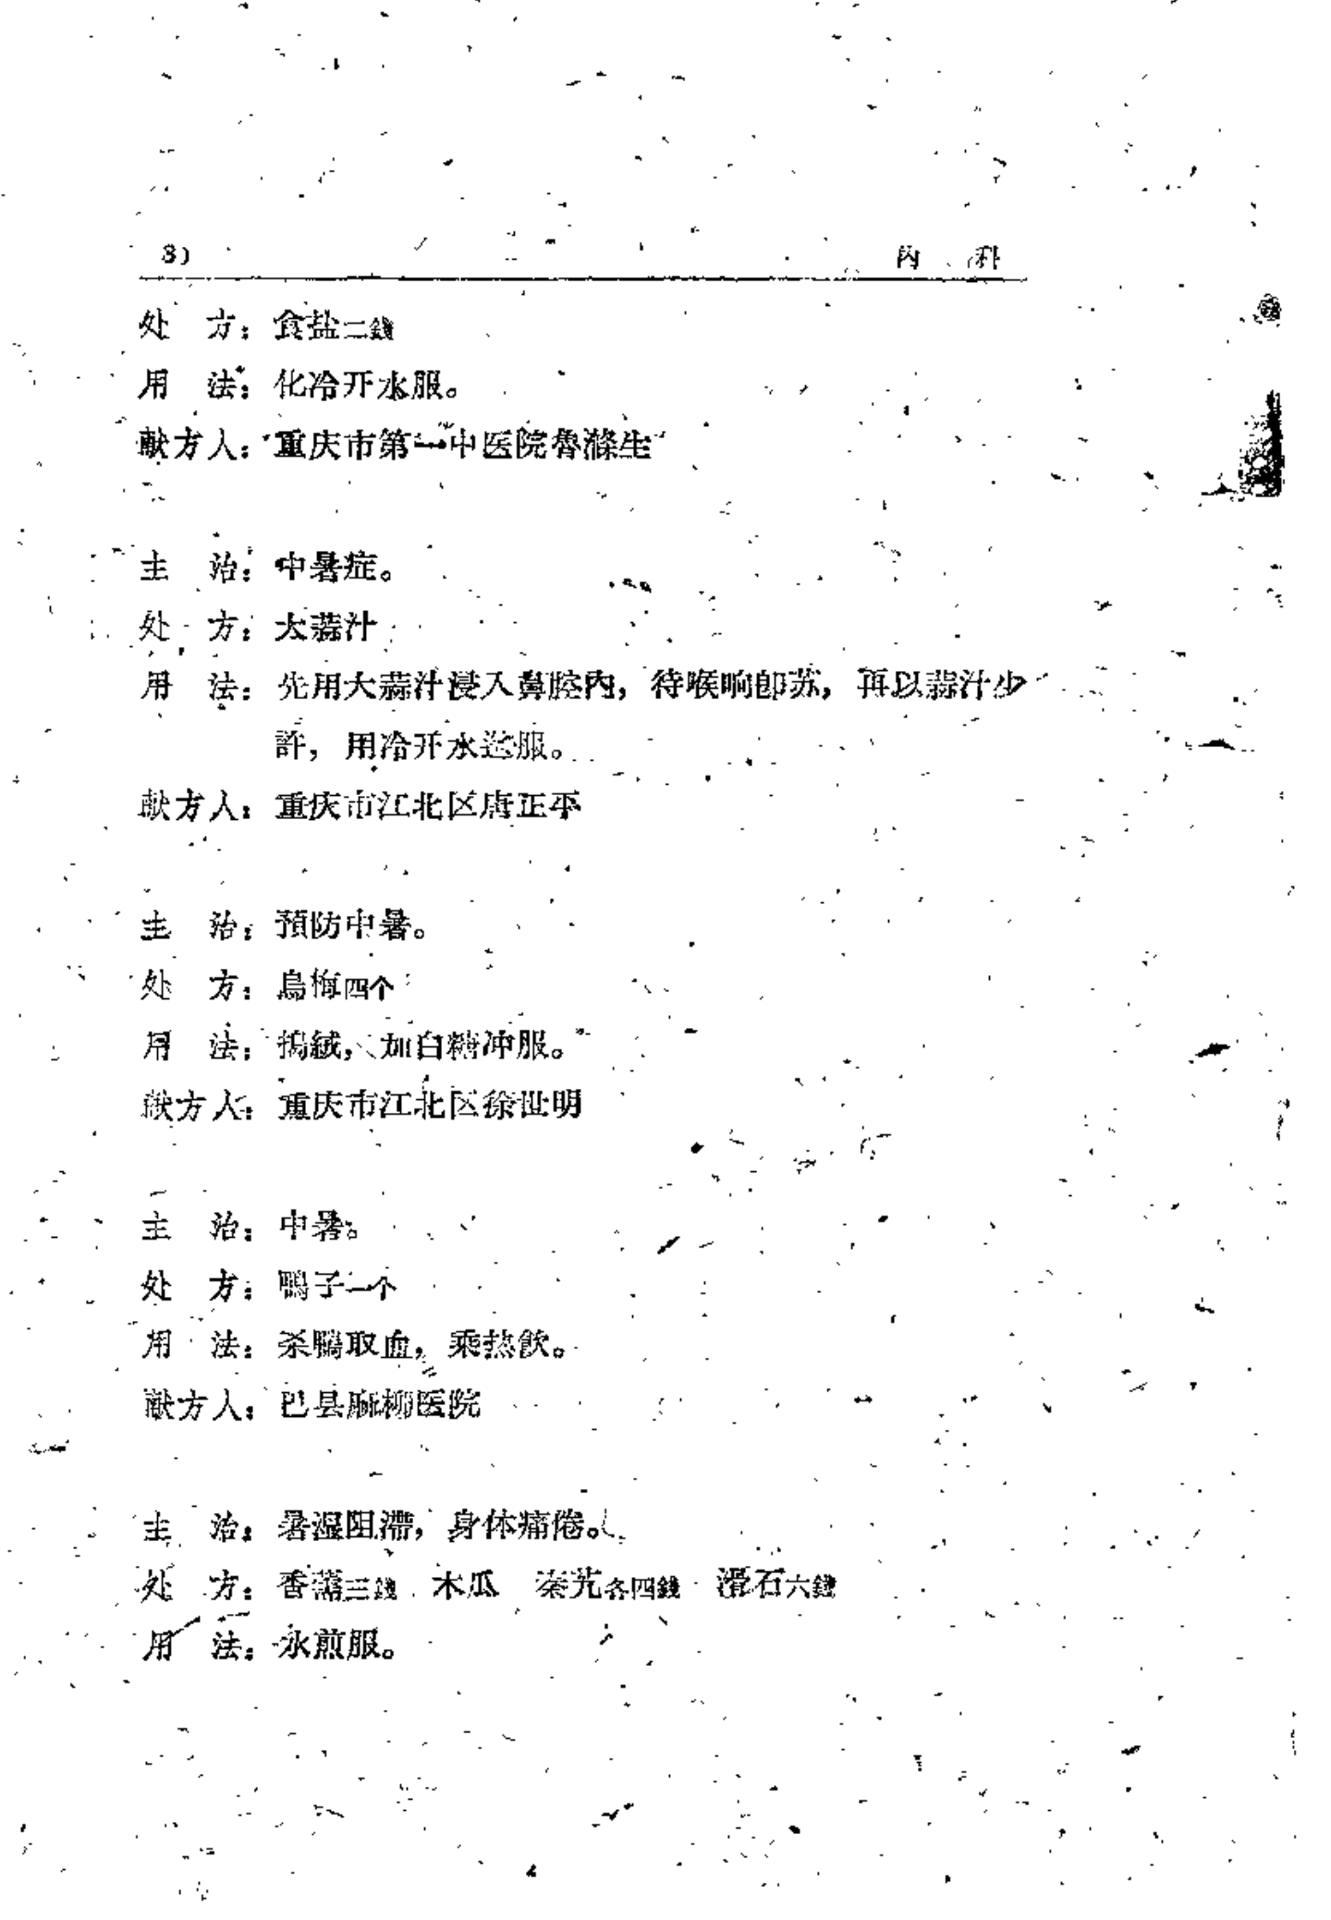 8)　　内　科
处　方：食盐二錢
用　法：化冷开水服。
献方人：重庆市第一中医院魯滌生
主　治：中暑症。
处　方：大蒜汁
用　法：先用大蒜汁浸入鼻腔内，待喉响即苏，再以蒜汁少
許，用冷开水送服。
献方人：重庆市江北区唐正平
主　治：預防中暑。
处　方：烏梅四个
用　法：搗絨，加白糖冲服。
献方人：重庆市江北区徐世明
主　治：中暑。
处　方：鴨子一个
用　法：杀鴨取血，乘热飲。
献方人：巴县麻柳医院
主　治：暑湿阻滯，身体痛倦。
处　方：香薷三錢　木瓜　秦艽各四錢　滑石六錢
用　法：水煎服。